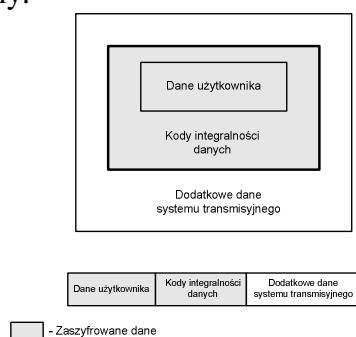 y.
Dane użytkownika
Kody integralności
danych
Dodatkowe dane
systemu transmisyjnego
Dane użytkownika
Kody integralności
danych
Dodatkowe dane
systemu transmisyjnego
- Zaszyfrowane dane